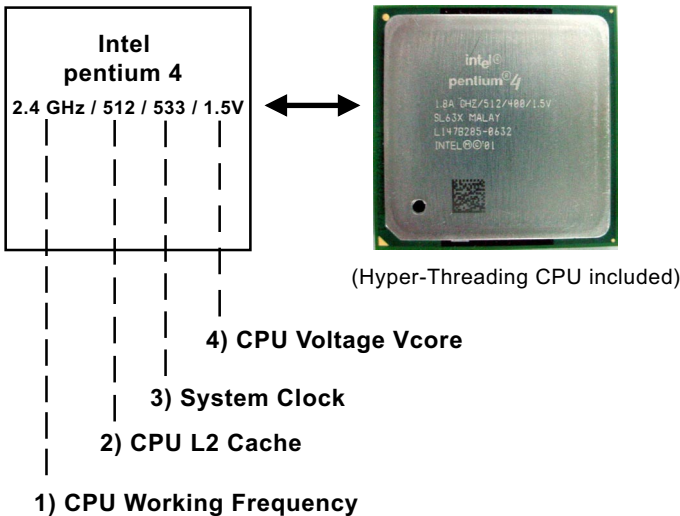 Intel
pentium 4
2.4 GHz / 512 / 533 / 1.5V
intel®
pentium®4
1.8A GHZ/512/400/1.5V
SL63X MALAY
L147B285-0632
INTEL®©'01
(Hyper-Threading CPU included)
4) CPU Voltage Vcore
3) System Clock
2) CPU L2 Cache
1) CPU Working Frequency